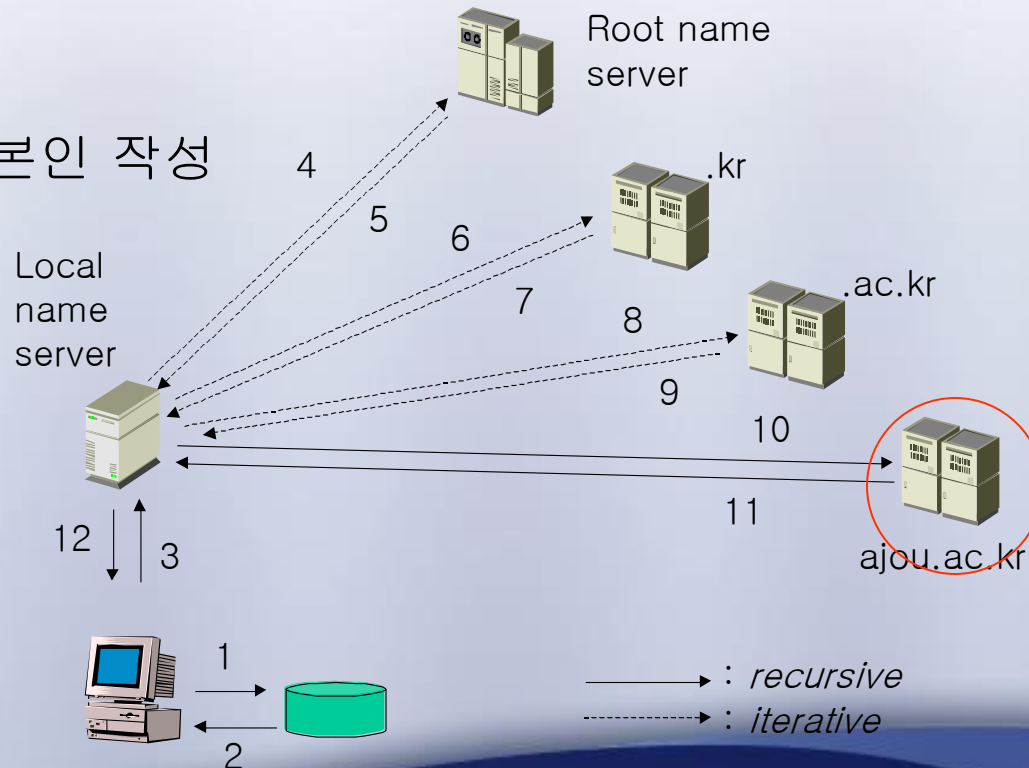 Root name
server
본인 작성
4
.kr
5
6
Local
name
server
7
.ac.kr
8
9
10
11
12
3
ajou.ac.kr
1
: recursive
: iterative
2